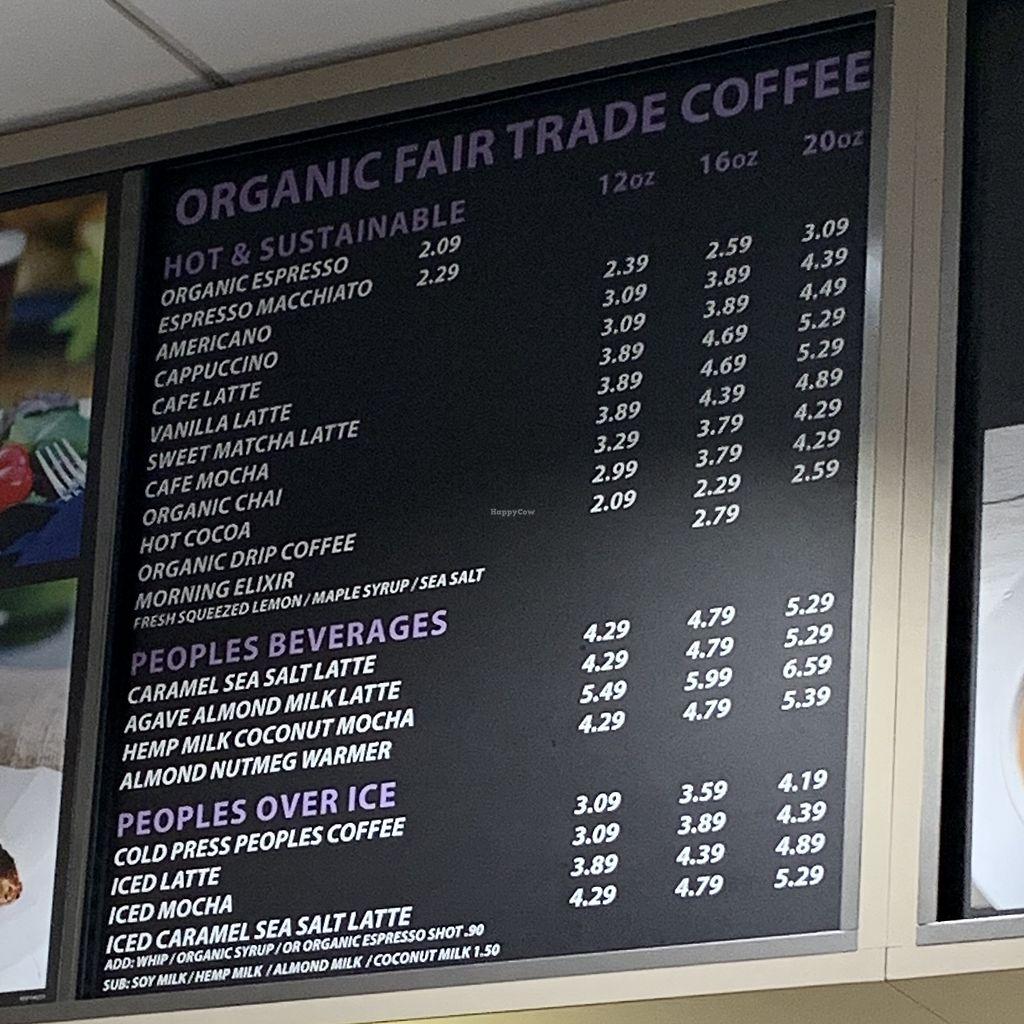 ORGANIC FAIR TRADE COFFEE
12oz 16oz 20oz
HOT & SUSTAINABLE
ORGANIC ESPRESSO 2.09
ESPRESSO MACCHIATO 2.29
AMERICANO 2.39 2.59 3.09
CAPPUCCINO 3.09 3.89 4.39
CAFE LATTE 3.09 3.89 4.49
VANILLA LATTE 3.89 4.69 5.29
SWEET MATCHA LATTE 3.89 4.69 5.29
CAFE MOCHA 3.89 4.39 4.89
ORGANIC CHAI 3.29 3.79 4.29
HOT COCOA 2.99 3.79 4.29
ORGANIC DRIP COFFEE 2.09 2.29 2.59
MORNING ELIXIR 2.79
FRESH SQUEEZED LEMON / MAPLE SYRUP / SEA SALT
PEOPLES BEVERAGES
CARAMEL SEA SALT LATTE 4.29 4.79 5.29
AGAVE ALMOND MILK LATTE 4.29 4.79 5.29
HEMP MILK COCONUT MOCHA 5.49 5.99 6.59
ALMOND NUTMEG WARMER 4.29 4.79 5.39
PEOPLES OVER ICE
COLD PRESS PEOPLES COFFEE 3.09 3.59 4.19
ICED LATTE 3.09 3.89 4.39
ICED MOCHA 3.89 4.39 4.89
ICED CARAMEL SEA SALT LATTE 4.29 4.79 5.29
ADD: WHIP / ORGANIC SYRUP / OR ORGANIC ESPRESSO SHOT .90
SUB: SOY MILK / HEMP MILK / ALMOND MILK / COCONUT MILK 1.50
HappyCow